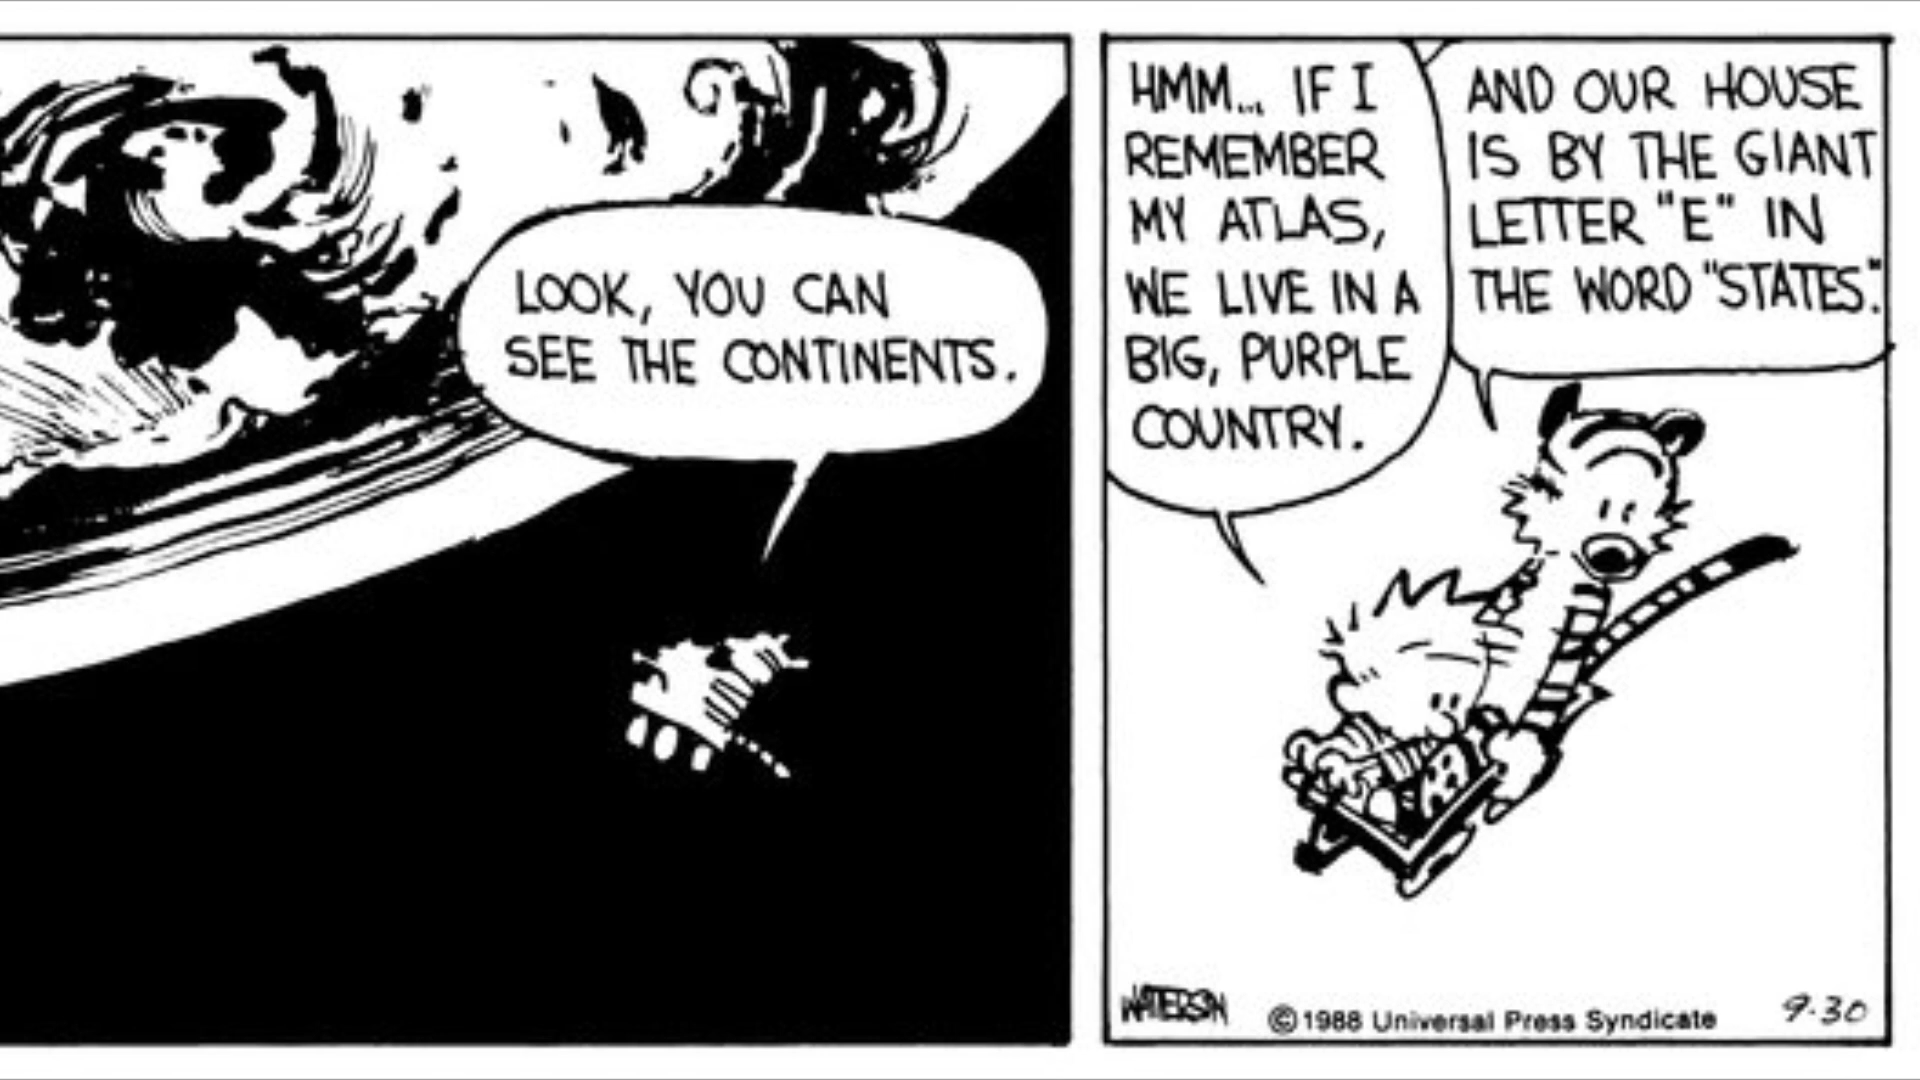 LOOK, YOU CAN
SEE THE CONTINENTS.
HMM... IF I
REMEMBER
MY ATLAS,
WE LIVE IN A
BIG, PURPLE
COUNTRY.
AND OUR HOUSE
IS BY THE GIANT
LETTER "E" IN
THE WORD "STATES."
WATTERSON
©1988 Universal Press Syndicate
9·30